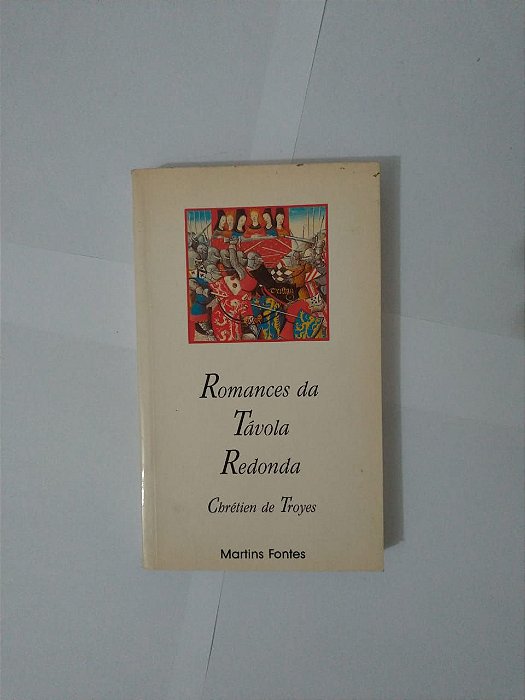 Romances da
Távola
Redonda
Chrétien de Troyes
Martins Fontes